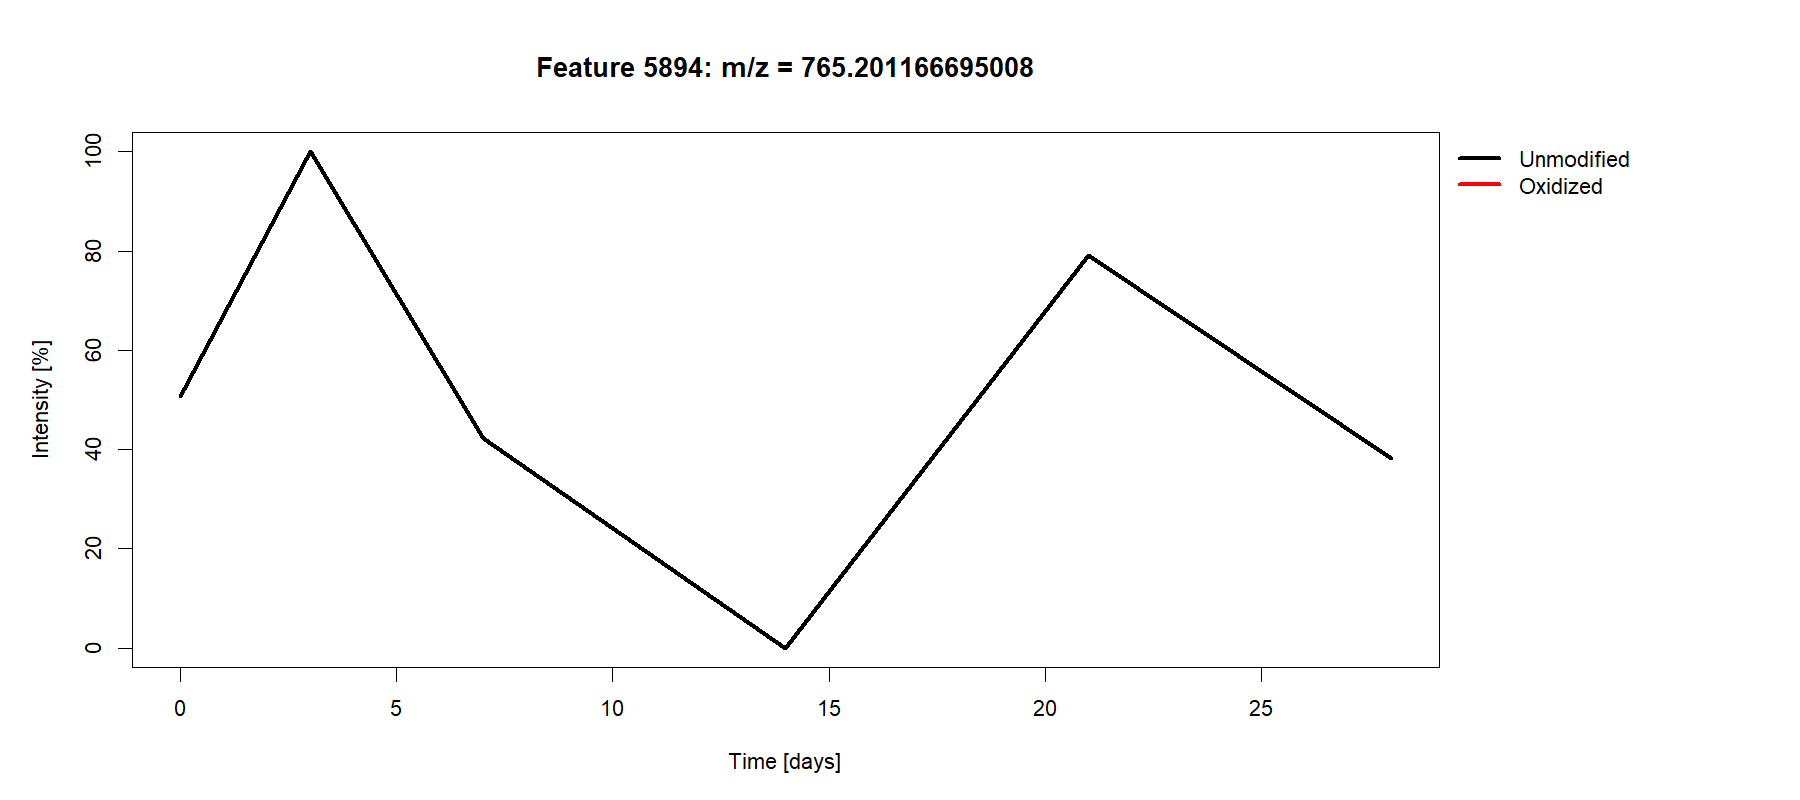 Feature 5894: m/z = 765.201166695008
Unmodified
Oxidized
Intensity [%]
100
80
60
40
20
0
0 5 10 15 20 25
Time [days]